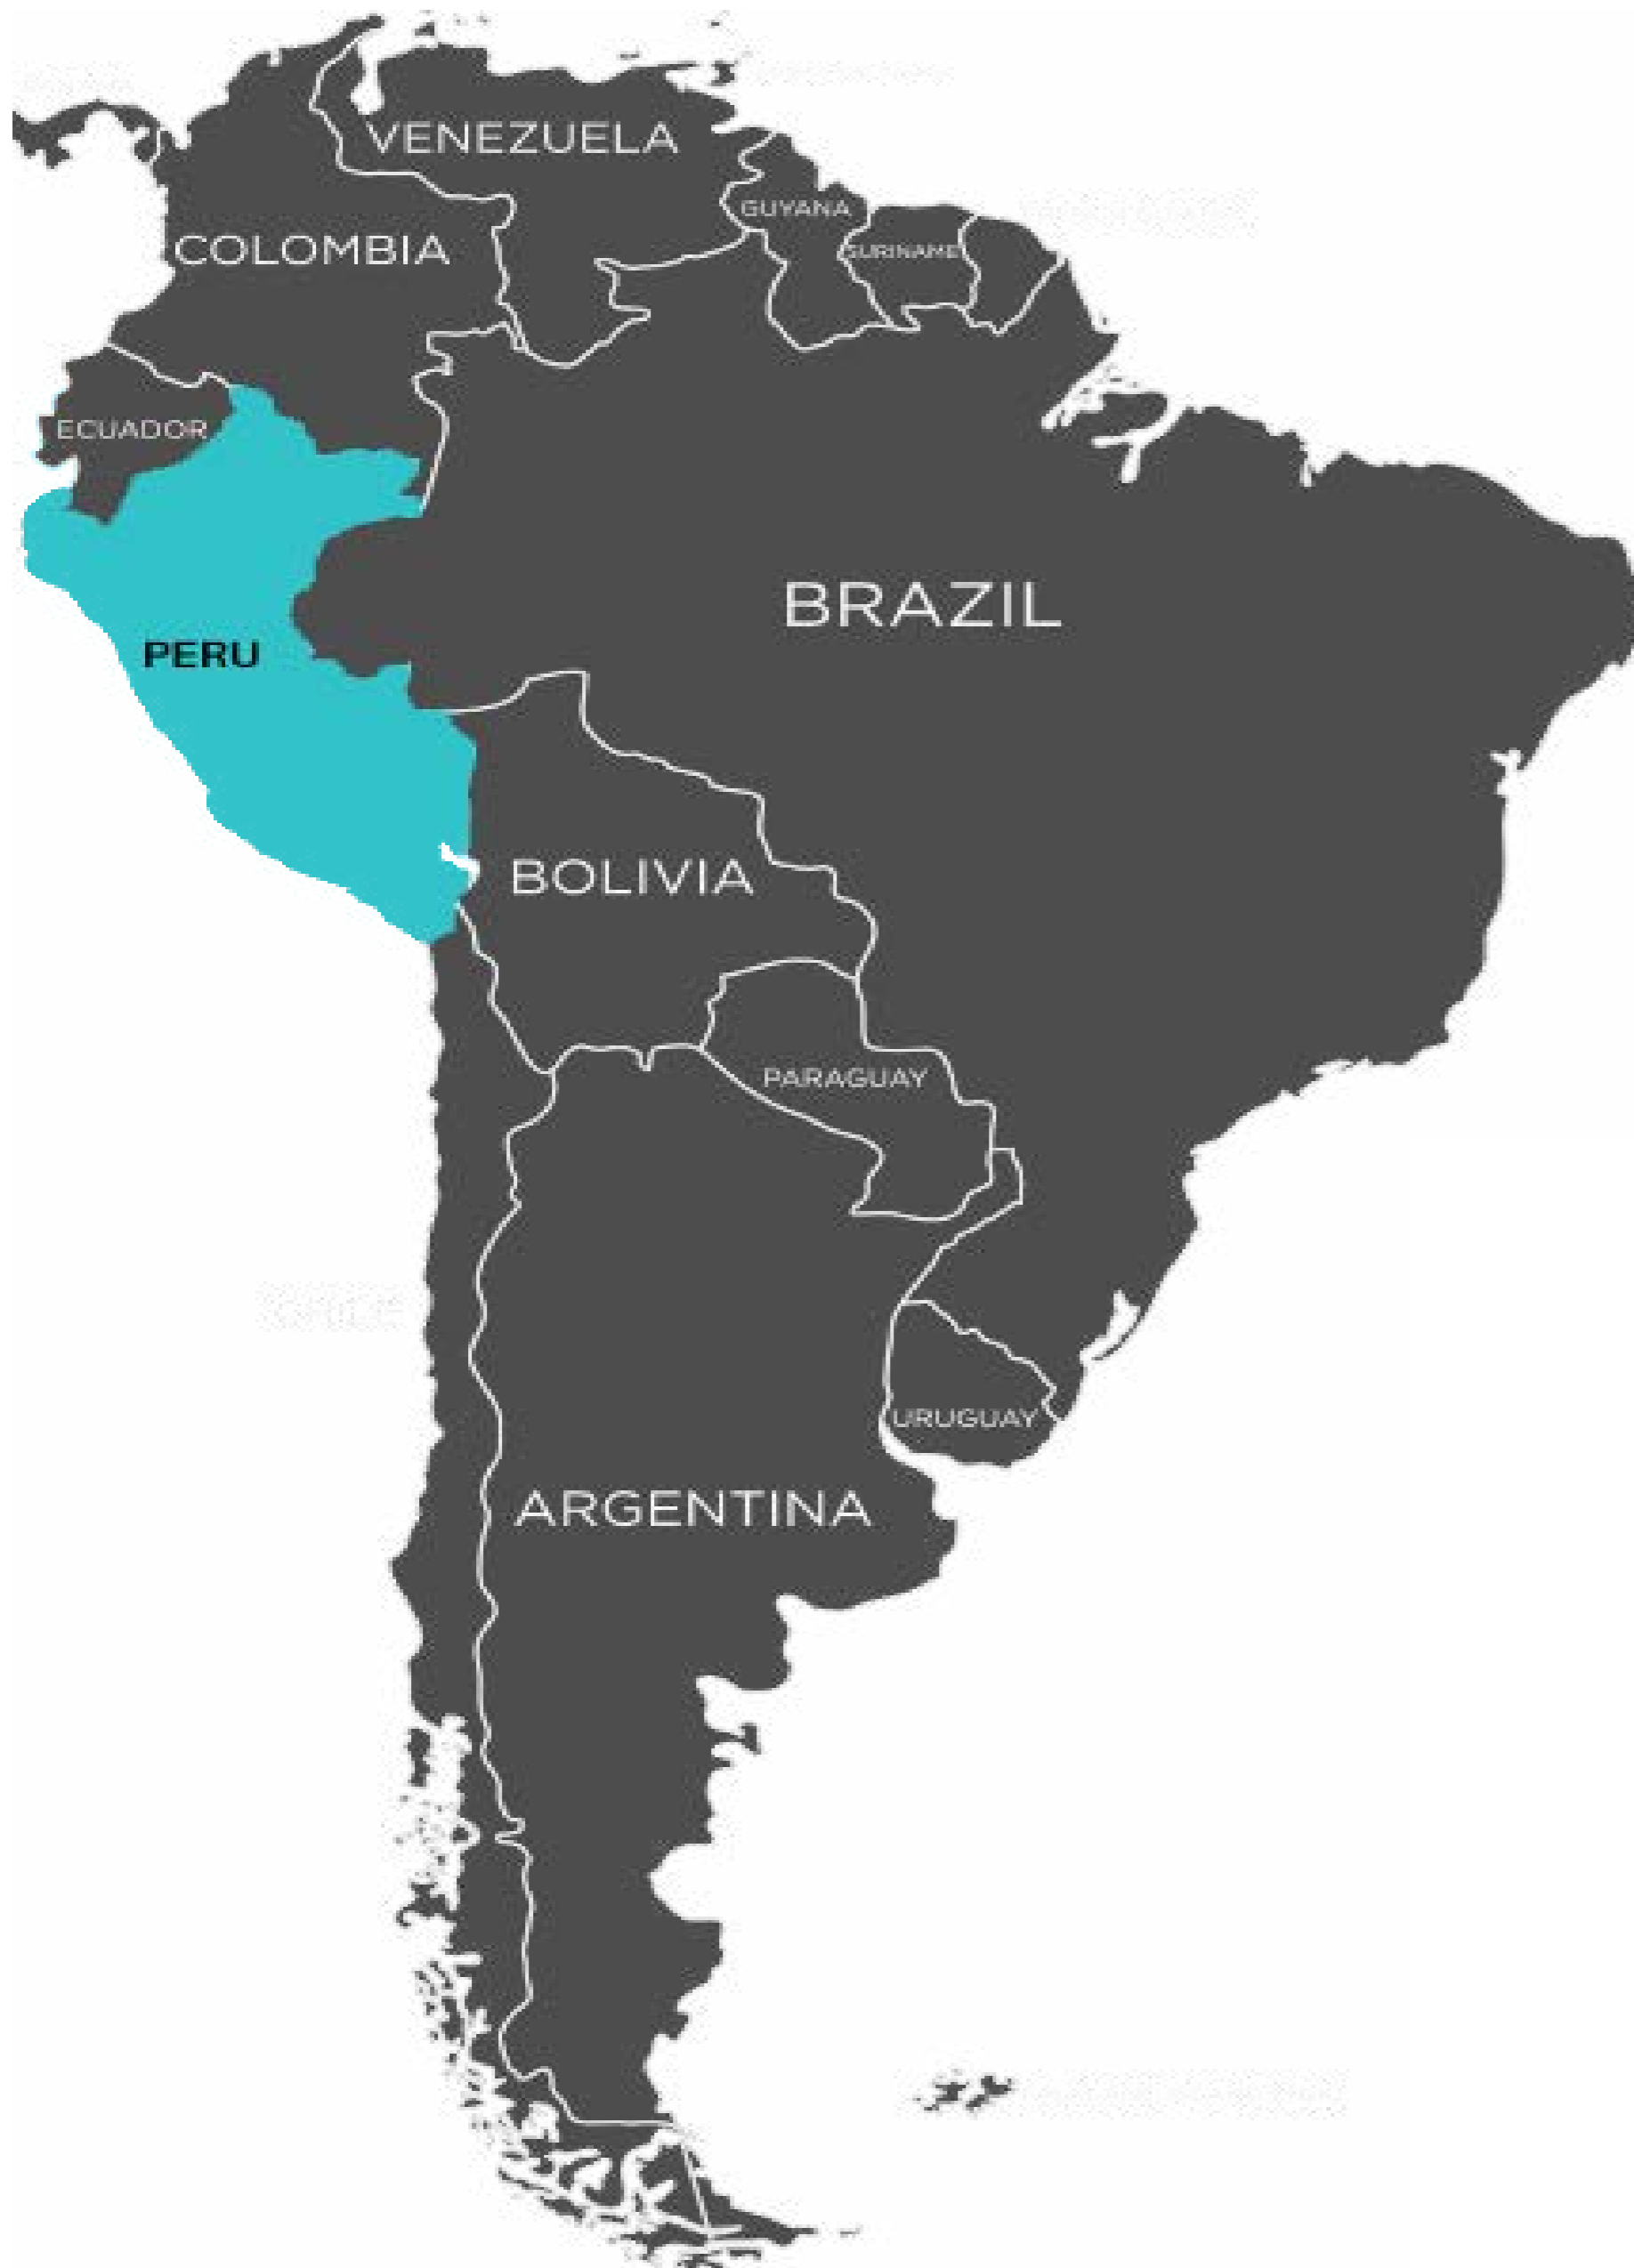 VENEZUELA
GUYANA
SURINAME
COLOMBIA
ECUADOR
BRAZIL
PERU
BOLIVIA
PARAGUAY
URUGUAY
ARGENTINA